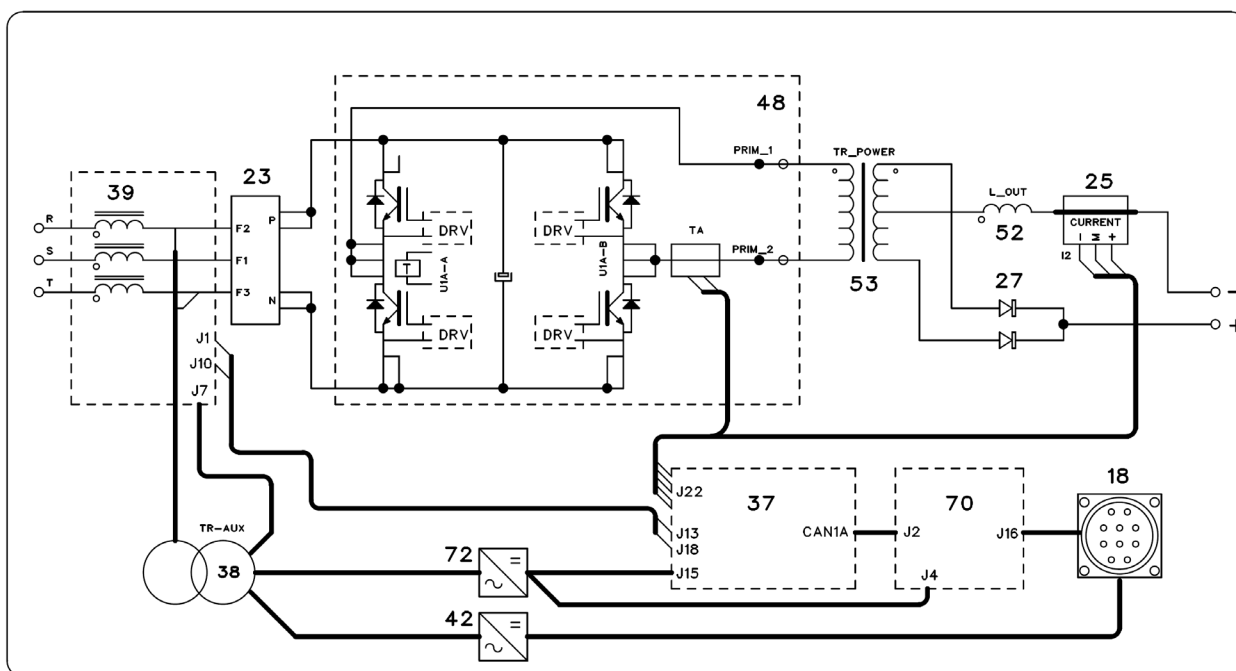 48
PRIM_1
TR_POWER
39
23
25
L_OUT
CURRENT
- M +
I2
52
R
S
T
F2
F1
F3
P
N
DRV
DRV
T
U1A-A
U1A-B
TA
PRIM_2
53
27
DRV
DRV
-
+
J1
J10
J7
J22
37
70
18
J13
CAN1A
J2
J16
J18
J15
J4
TR-AUX
38
72
=
~
42
=
~